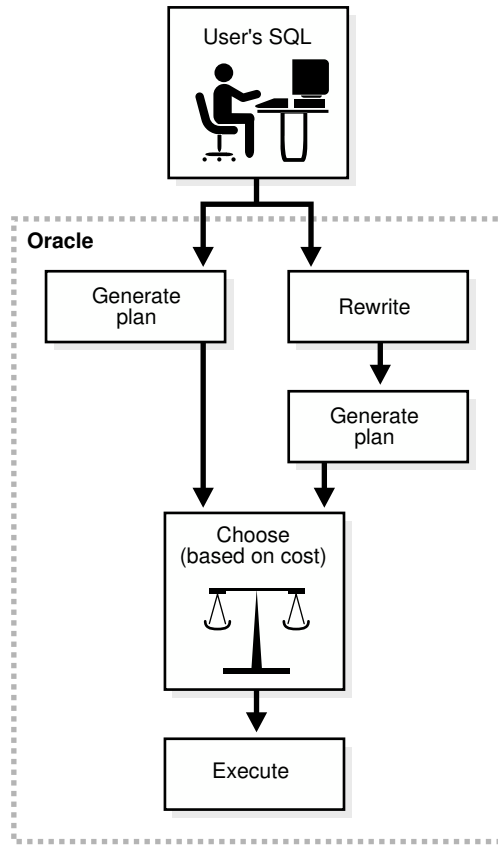 User's SQL
Oracle
Generate
plan
Rewrite
Generate
plan
Choose
(based on cost)
Execute